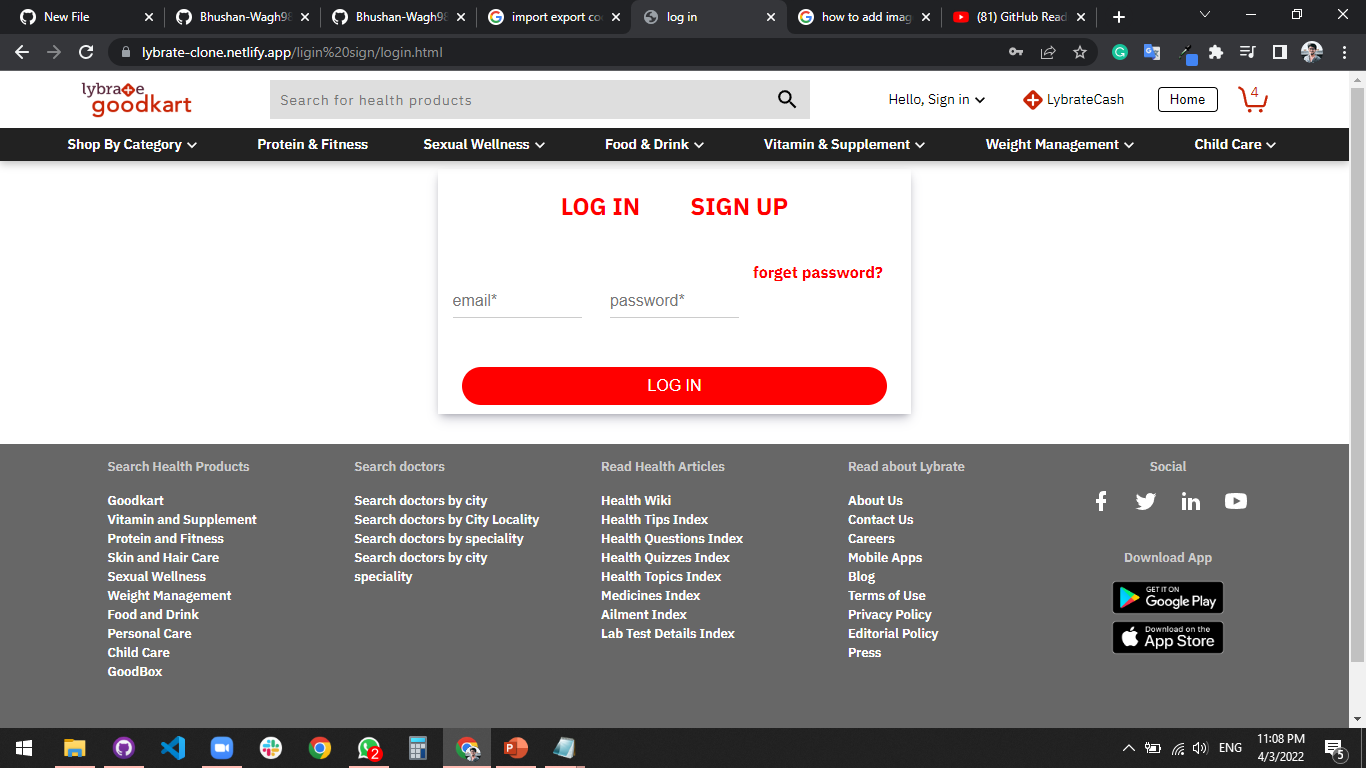 New File
Bhushan-Wagh98
Bhushan-Wagh98
import export co
log in
how to add imag
(81) GitHub Read
lybrate-clone.netlify.app/ligin%20sign/login.html
lybrate
goodkart
Search for health products
Hello, Sign in
LybrateCash
Home
4
Shop By Category
Protein & Fitness
Sexual Wellness
Food & Drink
Vitamin & Supplement
Weight Management
Child Care
LOG IN
SIGN UP
forget password?
email*
password*
LOG IN
Search Health Products
Goodkart
Vitamin and Supplement
Protein and Fitness
Skin and Hair Care
Sexual Wellness
Weight Management
Food and Drink
Personal Care
Child Care
GoodBox
Search doctors
Search doctors by city
Search doctors by City Locality
Search doctors by speciality
Search doctors by city
speciality
Read Health Articles
Health Wiki
Health Tips Index
Health Questions Index
Health Quizzes Index
Health Topics Index
Medicines Index
Ailment Index
Lab Test Details Index
Read about Lybrate
About Us
Contact Us
Careers
Mobile Apps
Blog
Terms of Use
Privacy Policy
Editorial Policy
Press
Social
Download App
GET IT ON
Google Play
Download on the
App Store
2
ENG
11:08 PM
4/3/2022
5